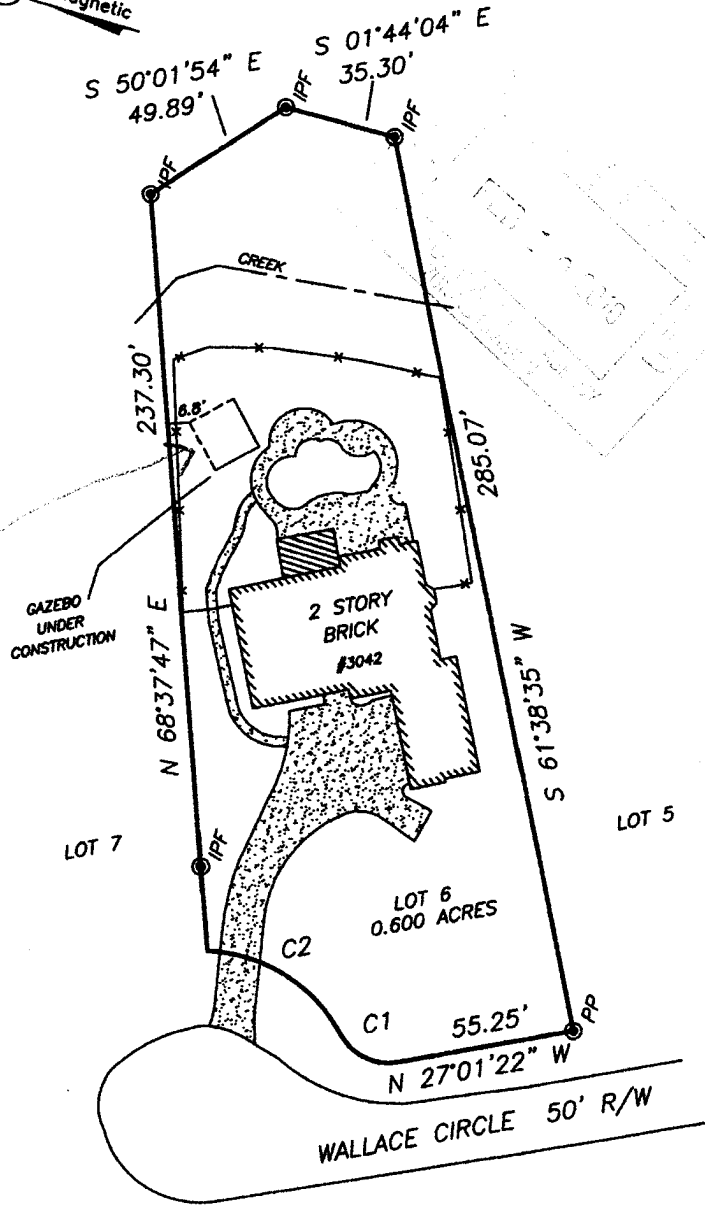 Magnetic
S 50°01'54" E
49.89'
S 01°44'04" E
35.30'
IPF
IPF
IPF
CREEK
237.30'
6.8'
285.07'
GAZEBO
UNDER
CONSTRUCTION
2 STORY
BRICK
#3042
N 68°37'47" E
S 61°38'35" W
LOT 7
IPF
LOT 5
LOT 6
0.600 ACRES
C2
C1
55.25'
PP
N 27°01'22" W
WALLACE CIRCLE 50' R/W